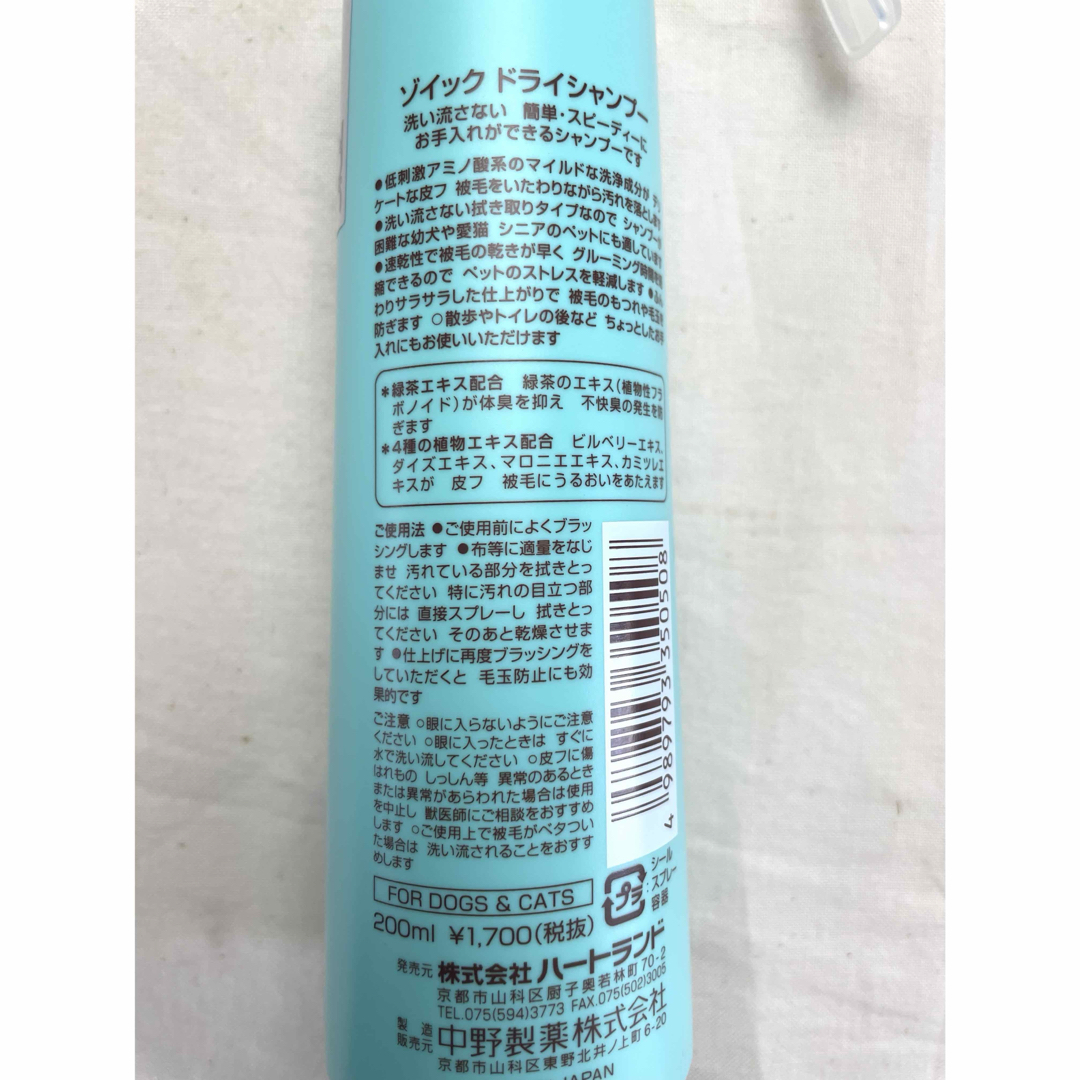 ゾイック ドライシャンプー
洗い流さない 簡単・スピーディーに
お手入れができるシャンプーです
●低刺激アミノ酸系のマイルドな洗浄成分が デリ
ケートな皮フ 被毛をいたわりながら汚れを落とします
●洗い流さない拭き取りタイプなので シャンプーが
困難な幼犬や愛猫 シニアのペットにも適しています
●速乾性で被毛の乾きが早く グルーミング時間を短
縮できるので ペットのストレスを軽減します ●
わりサラサラした仕上がりで 被毛のもつれや毛玉を
防ぎます ○散歩やトイレの後など ちょっとしたお手
入れにもお使いいただけます
*緑茶エキス配合 緑茶のエキス(植物性フラ
ボノイド)が体臭を抑え 不快臭の発生を防
ぎます
*4種の植物エキス配合 ビルベリーエキス、
ダイズエキス、マロニエエキス、カミツレエ
キスが 皮フ 被毛にうるおいをあたえます
ご使用法 ●ご使用前によくブラッ
シングします ●布等に適量をなじ
ませ 汚れている部分を拭きとっ
てください 特に汚れの目立つ部
分には 直接スプレーし 拭きとっ
てください そのあと乾燥させま
す ●仕上げに再度ブラッシングを
していただくと 毛玉防止にも効
果的です
ご注意 ○眼に入らないようにご注意
ください ○眼に入ったときは すぐに
水で洗い流してください ○皮フに傷
はれもの しっしん等 異常のあるとき
または異常があらわれた場合は使用
を中止し 獣医師にご相談をおすすめ
します ○ご使用上で被毛がベタつい
た場合は 洗い流されることをおすす
めします
4 989793 350508
プラ
シール
スプレー
容器
FOR DOGS & CATS
200ml ¥1,700(税抜)
発売元 株式会社 ハートランド
京都市山科区厨子奥若林町70-2
TEL.075(594)3773 FAX.075(502)3005
製造
販売元 中野製薬株式会社
京都市山科区東野北井ノ上町6-20
JAPAN